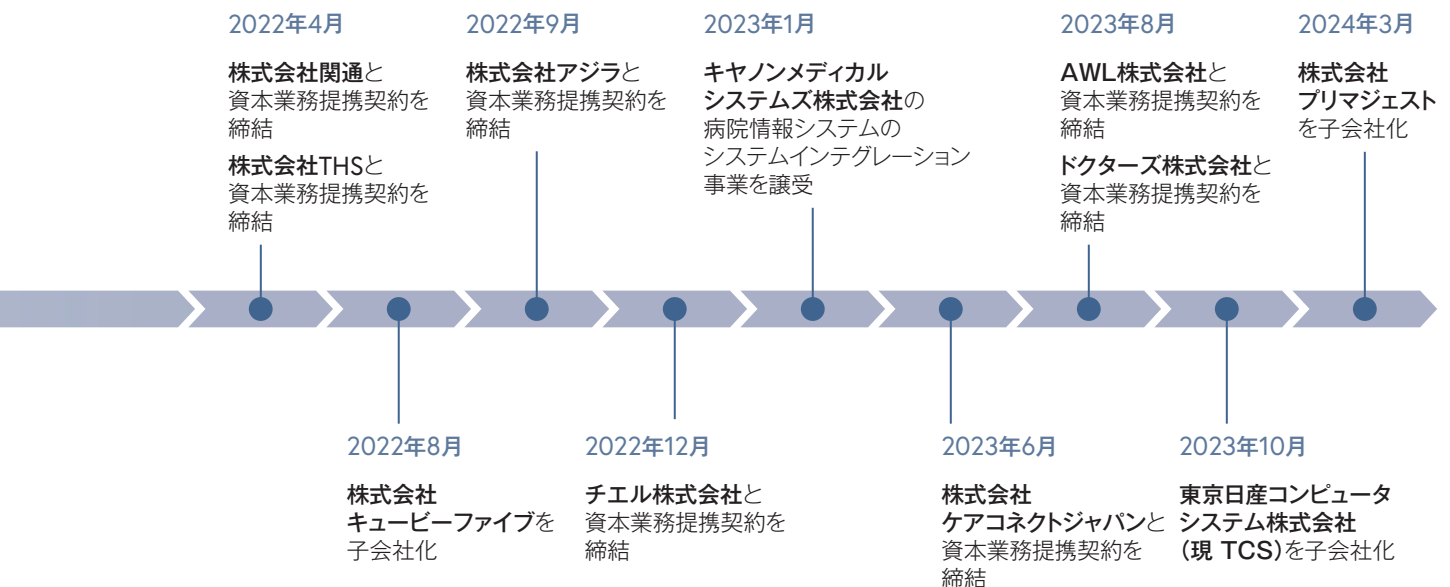 2022年4月
株式会社関通と
資本業務提携契約を
締結
株式会社THSと
資本業務提携契約を
締結
2022年9月
株式会社アジラと
資本業務提携契約を
締結
2023年1月
キヤノンメディカル
システムズ株式会社の
病院情報システムの
システムインテグレーション
事業を譲受
2023年8月
AWL株式会社と
資本業務提携契約を
締結
ドクターズ株式会社と
資本業務提携契約を
締結
2024年3月
株式会社
プリマジェスト
を子会社化
2022年8月
株式会社
キュービーファイブを
子会社化
2022年12月
チエル株式会社と
資本業務提携契約を
締結
2023年6月
株式会社
ケアコネクトジャパンと
資本業務提携契約を
締結
2023年10月
東京日産コンピュータ
システム株式会社
（現 TCS）を子会社化